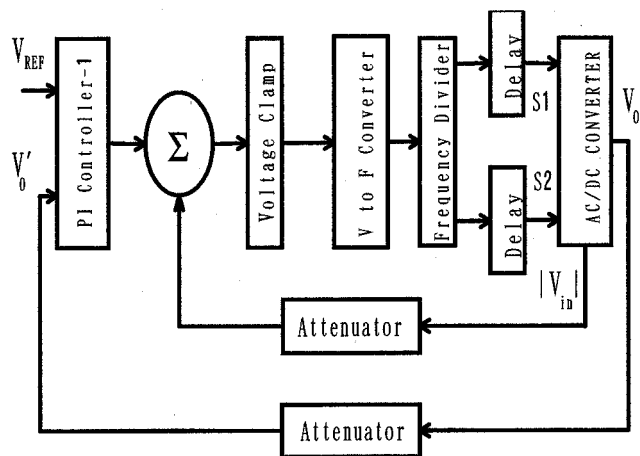 V_REF
V_0'
PI Controller-1
Σ
Voltage Clamp
V to F Converter
Frequency Divider
Delay
S1
Delay
S2
AC/DC CONVERTER
V_0
|V_in|
Attenuator
Attenuator